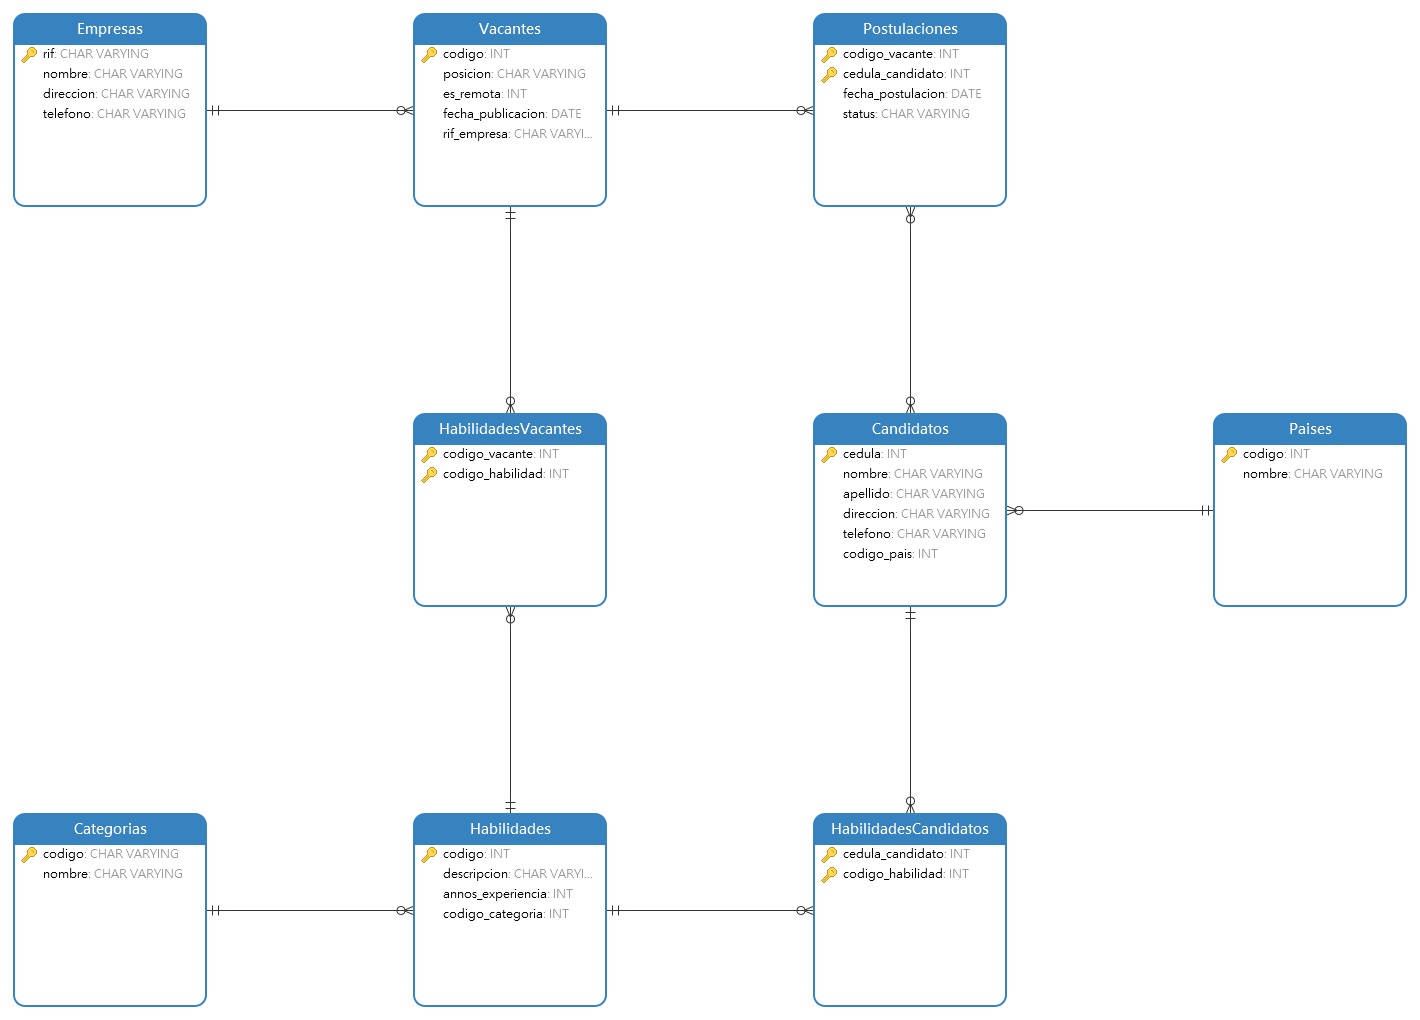 Empresas
rif: CHAR VARYING
nombre: CHAR VARYING
direccion: CHAR VARYING
telefono: CHAR VARYING
Vacantes
codigo: INT
posicion: CHAR VARYING
es_remota: INT
fecha_publicacion: DATE
rif_empresa: CHAR VARYI...
Postulaciones
codigo_vacante: INT
cedula_candidato: INT
fecha_postulacion: DATE
status: CHAR VARYING
HabilidadesVacantes
codigo_vacante: INT
codigo_habilidad: INT
Candidatos
cedula: INT
nombre: CHAR VARYING
apellido: CHAR VARYING
direccion: CHAR VARYING
telefono: CHAR VARYING
codigo_pais: INT
Paises
codigo: INT
nombre: CHAR VARYING
Categorias
codigo: CHAR VARYING
nombre: CHAR VARYING
Habilidades
codigo: INT
descripcion: CHAR VARYI...
annos_experiencia: INT
codigo_categoria: INT
HabilidadesCandidatos
cedula_candidato: INT
codigo_habilidad: INT